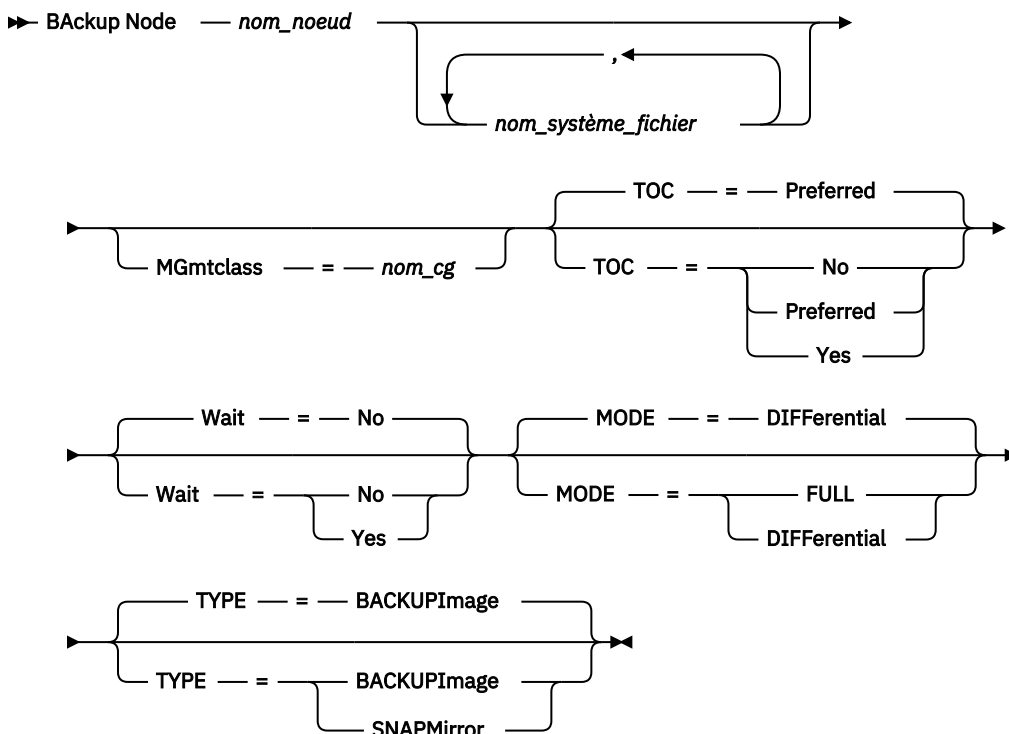 BAckup Node nom_noeud
,
nom_système_fichier
TOC = Preferred
MGmtclass = nom_cg TOC = No
Preferred
Yes
Wait = No MODE = DIFFerential
Wait = No MODE = FULL
Yes DIFFerential
TYPE = BACKUPImage
TYPE = BACKUPImage
SNAPMirror